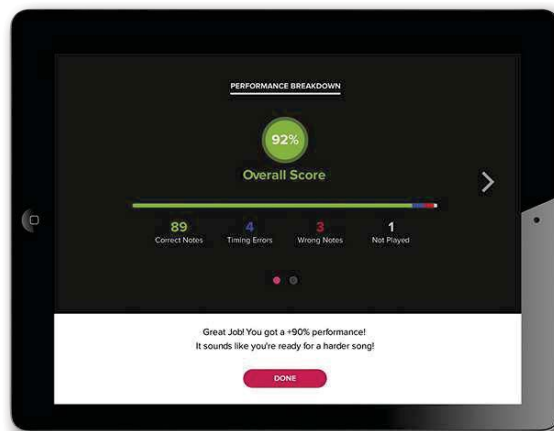 PERFORMANCE BREAKDOWN
92%
Overall Score
89 4 3 1
Correct Notes Timing Errors Wrong Notes Not Played
Great Job! You got a +90% performance!
It sounds like you're ready for a harder song!
DONE